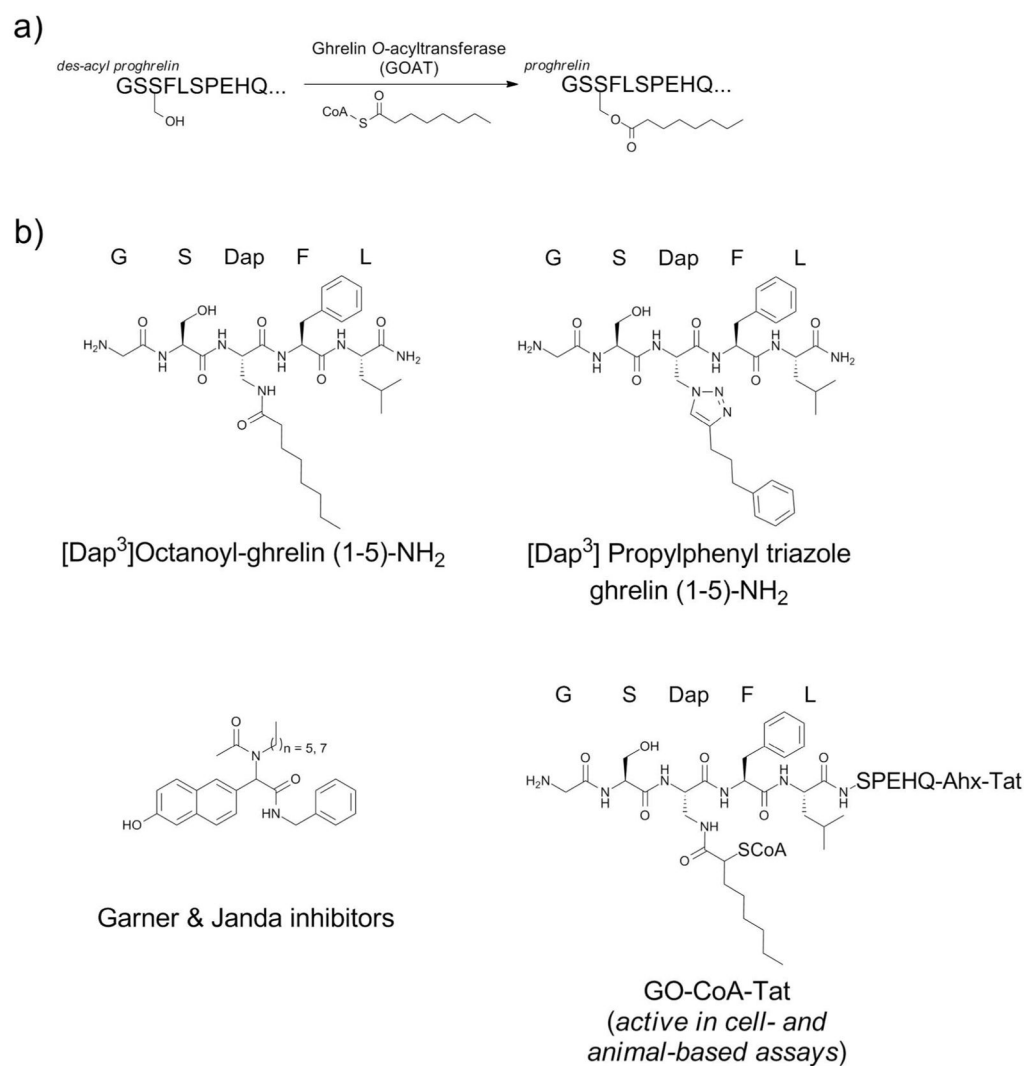 a)
Ghrelin O-acyltransferase
(GOAT)
des-acyl proghrelin
GSSFLSPEHQ...
OH
CoA
S
O
proghrelin
GSSFLSPEHQ...
O
O
b)
G S Dap F L
OH
O H N O O
H2N N H O N H O N H NH2
NH
O
[Dap3]Octanoyl-ghrelin (1-5)-NH2
G S Dap F L
OH
O H N O H N O
H2N N H O N H O NH2
N N N
[Dap3] Propylphenyl triazole
ghrelin (1-5)-NH2
O
N ( )n = 5, 7
O
HO HN
Garner & Janda inhibitors
G S Dap F L
OH
O H N O H N O
H2N N H O N H O N H SPEHQ-Ahx-Tat
NH
O SCoA
GO-CoA-Tat
(active in cell- and
animal-based assays)